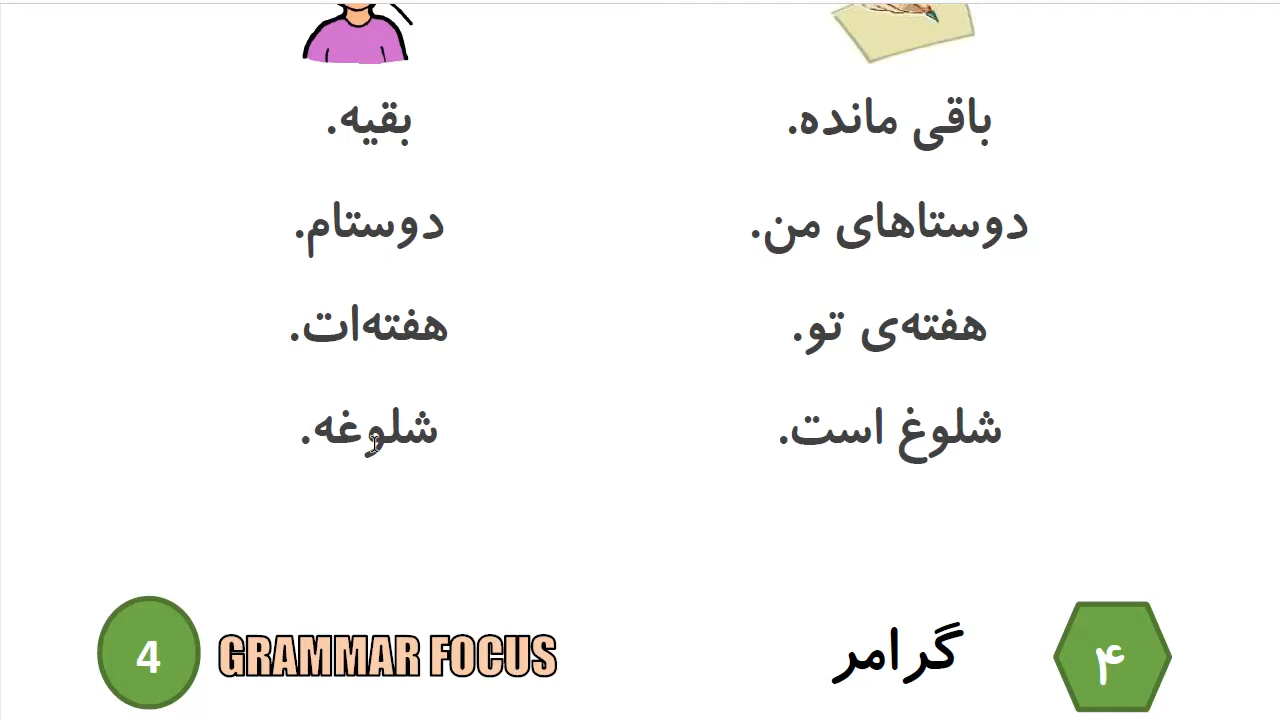 باقی مانده.
بقیه.
دوستاهای من.
دوستام.
هفته‌ی تو.
هفته‌ات.
شلوغ است.
شلوغه.
۴
گرامر
4 GRAMMAR FOCUS